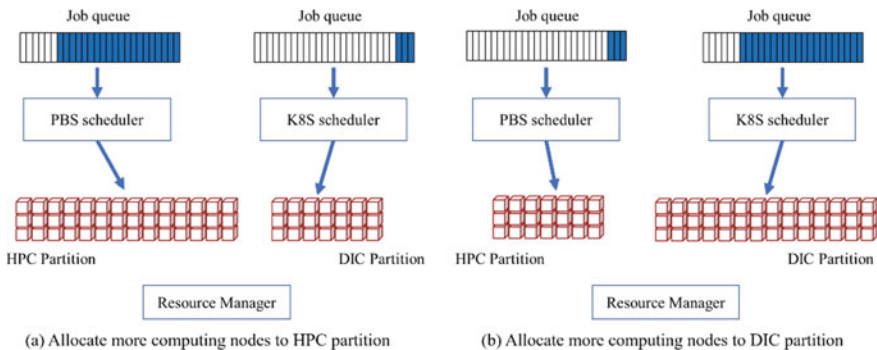 Job queue
Job queue
Job queue
Job queue
PBS scheduler
K8S scheduler
PBS scheduler
K8S scheduler
HPC Partition
DIC Partition
HPC Partition
DIC Partition
Resource Manager
Resource Manager
(a) Allocate more computing nodes to HPC partition
(b) Allocate more computing nodes to DIC partition